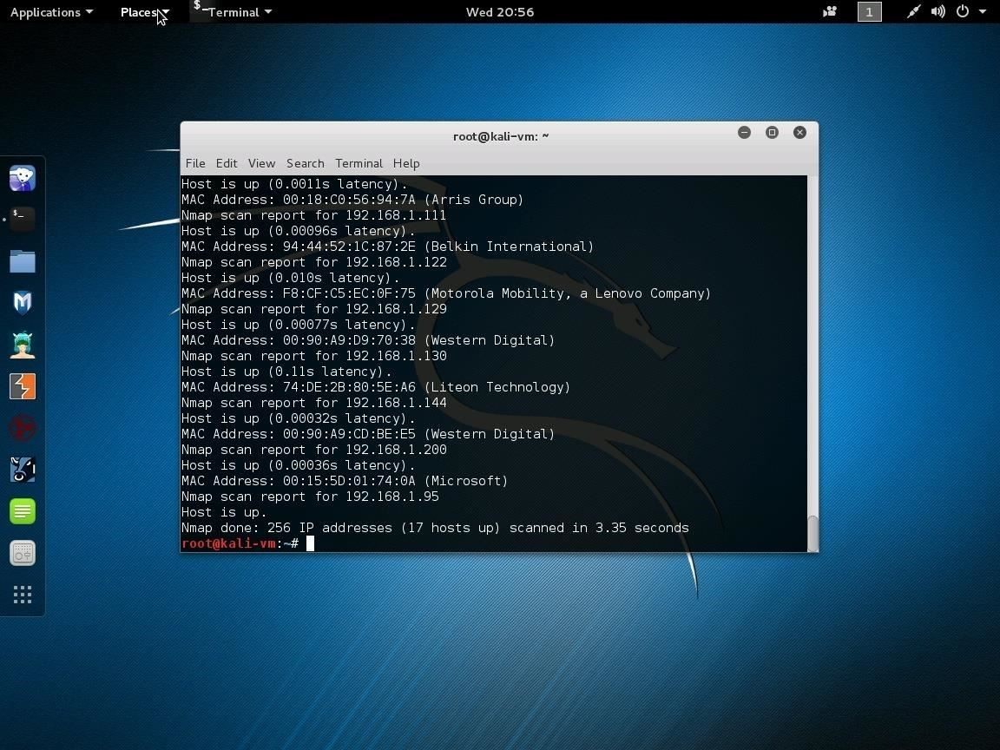 Applications Places Terminal Wed 20:56 1
root@kali-vm: ~
File Edit View Search Terminal Help
Host is up (0.0011s latency).
MAC Address: 00:18:C0:56:94:7A (Arris Group)
Nmap scan report for 192.168.1.111
Host is up (0.00096s latency).
MAC Address: 94:44:52:1C:87:2E (Belkin International)
Nmap scan report for 192.168.1.122
Host is up (0.010s latency).
MAC Address: F8:CF:C5:EC:0F:75 (Motorola Mobility, a Lenovo Company)
Nmap scan report for 192.168.1.129
Host is up (0.00077s latency).
MAC Address: 00:90:A9:D9:70:38 (Western Digital)
Nmap scan report for 192.168.1.130
Host is up (0.11s latency).
MAC Address: 74:DE:2B:80:5E:A6 (Liteon Technology)
Nmap scan report for 192.168.1.144
Host is up (0.00032s latency).
MAC Address: 00:90:A9:CD:BE:E5 (Western Digital)
Nmap scan report for 192.168.1.200
Host is up (0.00036s latency).
MAC Address: 00:15:5D:01:74:0A (Microsoft)
Nmap scan report for 192.168.1.95
Host is up.
Nmap done: 256 IP addresses (17 hosts up) scanned in 3.35 seconds
root@kali-vm:~#